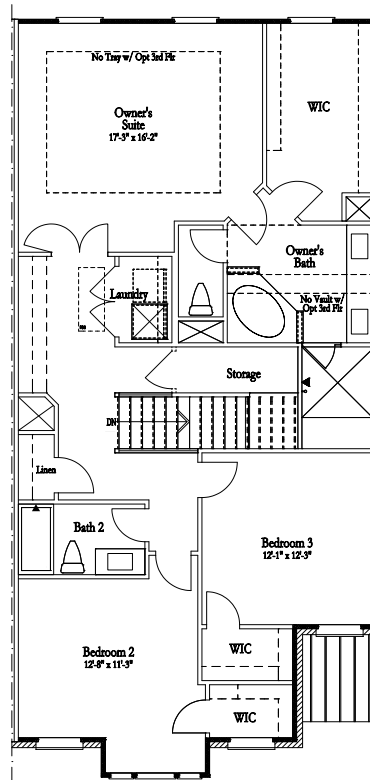 No Tray w/ Opt 3rd Flr
Owner's
Suite
17'-3" x 16'-2"
WIC
Owner's
Bath
No Vault w/
Opt 3rd Flr
Laundry
Storage
DN
Linen
Bath 2
Bedroom 3
12'-1" x 12'-3"
Bedroom 2
12'-8" x 11'-3"
WIC
WIC